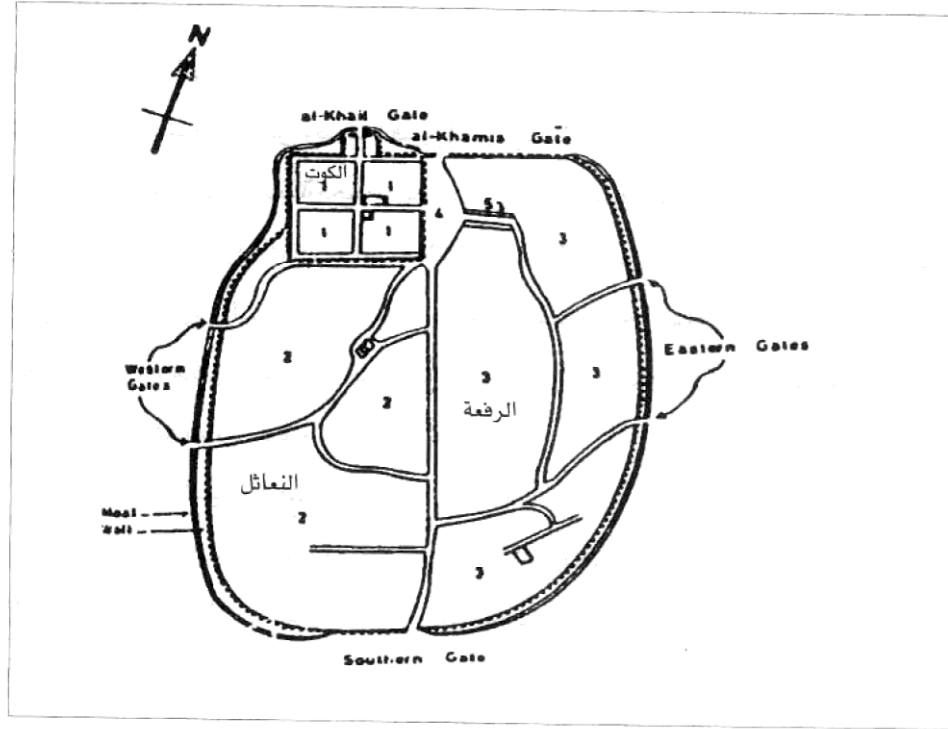 N
al-Khail Gate
al-Khamis Gate
الكوت
1
1
1
1
4
5
3
Western
Gates
2
2
3
3
Eastern Gates
الرفعة
النعاثل
2
Moat
Wall
3
Southern Gate